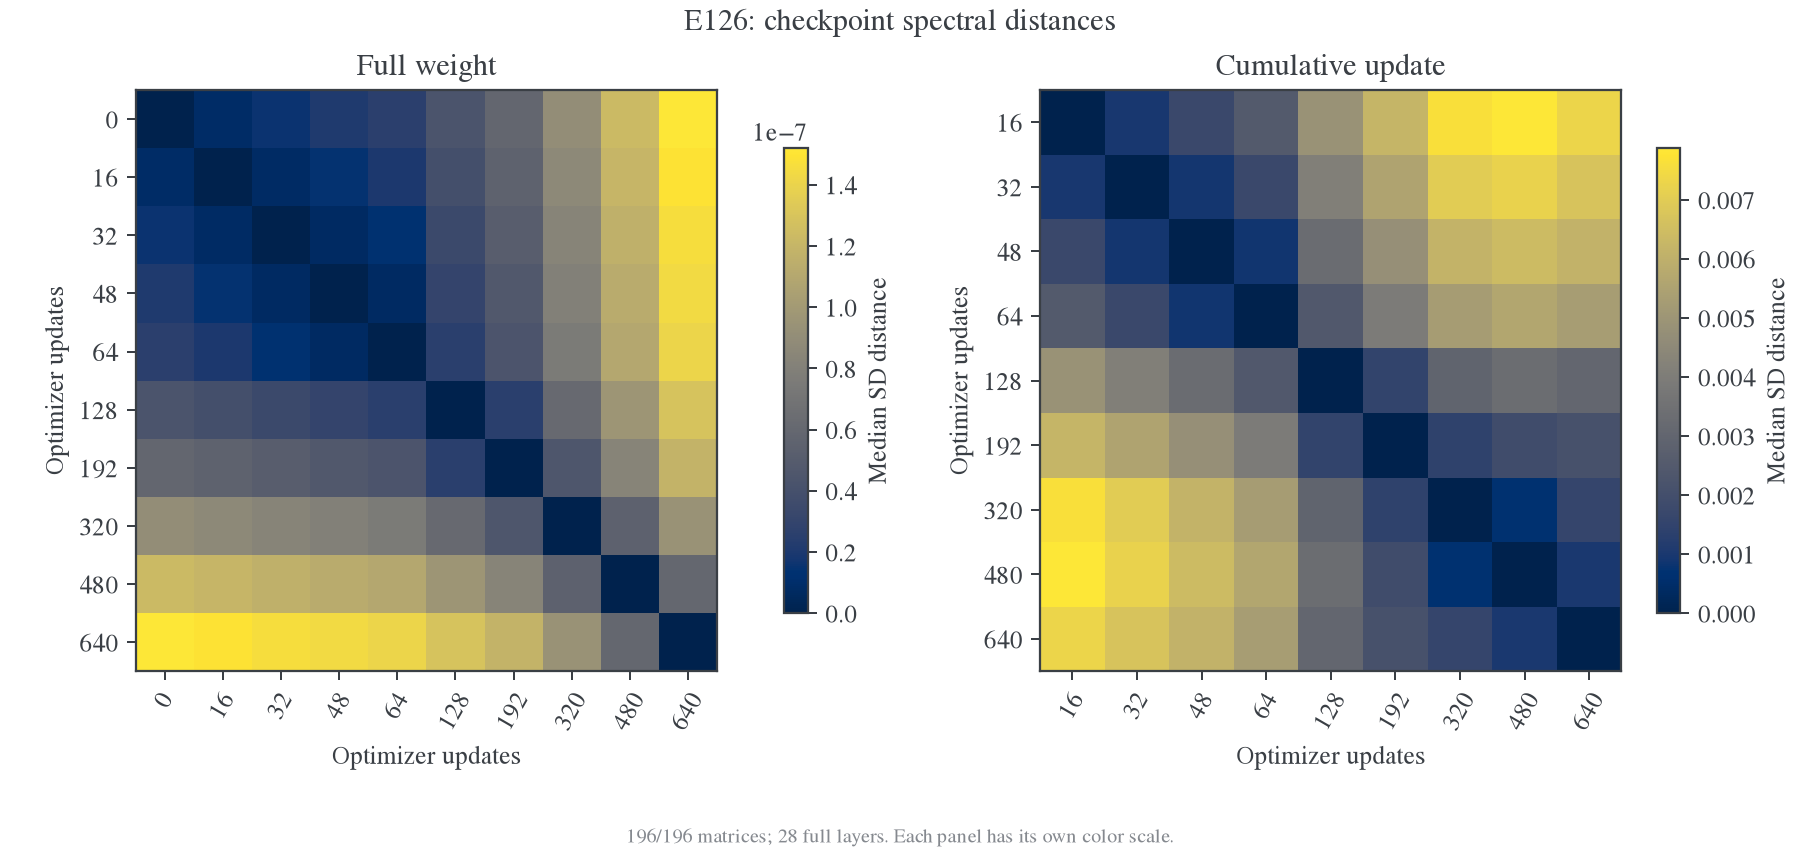 E126: checkpoint spectral distances
Full weight
Optimizer updates
0
16
32
48
64
128
192
320
480
640
0 16 32 48 64 128 192 320 480 640
Optimizer updates
1e−7
1.4
1.2
1.0
0.8
0.6
0.4
0.2
0.0
Median SD distance
Cumulative update
Optimizer updates
16
32
48
64
128
192
320
480
640
16 32 48 64 128 192 320 480 640
Optimizer updates
0.007
0.006
0.005
0.004
0.003
0.002
0.001
0.000
Median SD distance
196/196 matrices; 28 full layers. Each panel has its own color scale.